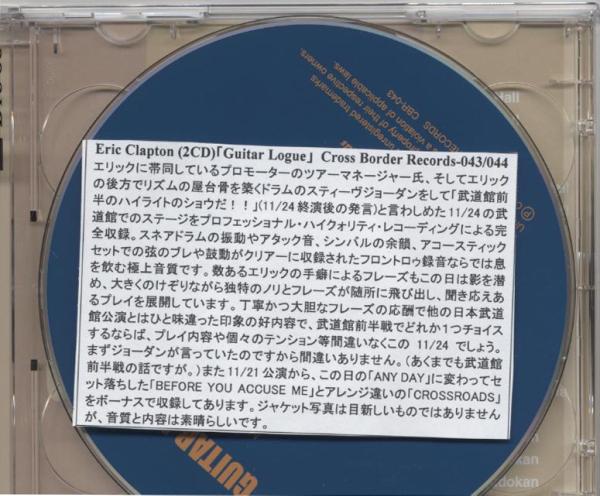 Eric Clapton (2CD)「Guitar Logue」 Cross Border Records-043/044
エリックに帯同しているプロモーターのツアーマネージャー氏、そしてエリック
の後方でリズムの屋台骨を築くドラムのスティーヴジョーダンをして「武道館前
半のハイライトのショウだ！！」(11/24 終演後の発言)と言わしめた 11/24 の武
道館でのステージをプロフェッショナル・ハイクォリティ・レコーディングによる完
全収録。スネアドラムの振動やアタック音、シンバルの余韻、アコースティック
セットでの弦のブレや鼓動がクリアーに収録されたフロントロゥ録音ならでは息
を飲む極上音質です。数あるエリックの手癖によるフレーズもこの日は影を潜
め、大きくのけぞりながら独特のノリとフレーズが随所に飛び出し、聞き応えあ
るプレイを展開しています。丁寧かつ大胆なフレーズの応酬で他の日本武道
館公演とはひと味違った印象の好内容で、武道館前半戦でどれか１つチョイス
するならば、プレイ内容や個々のテンション等間違いなくこの 11/24 でしょう。
まずジョーダンが言っていたのですから間違いありません。(あくまでも武道館
前半戦の話ですが。)また 11/21 公演から、この日の「ANY DAY」に変わってセ
ット落ちした「BEFORE YOU ACCUSE ME」とアレンジ違いの「CROSSROADS」
をボーナスで収録してあります。ジャケット写真は目新しいものではありません
が、音質と内容は素晴らしいです。
unregistered trademarks
property of their respective owners.
a violation of applicable laws.
RECORDS CBR-043
GUITAR
dokan